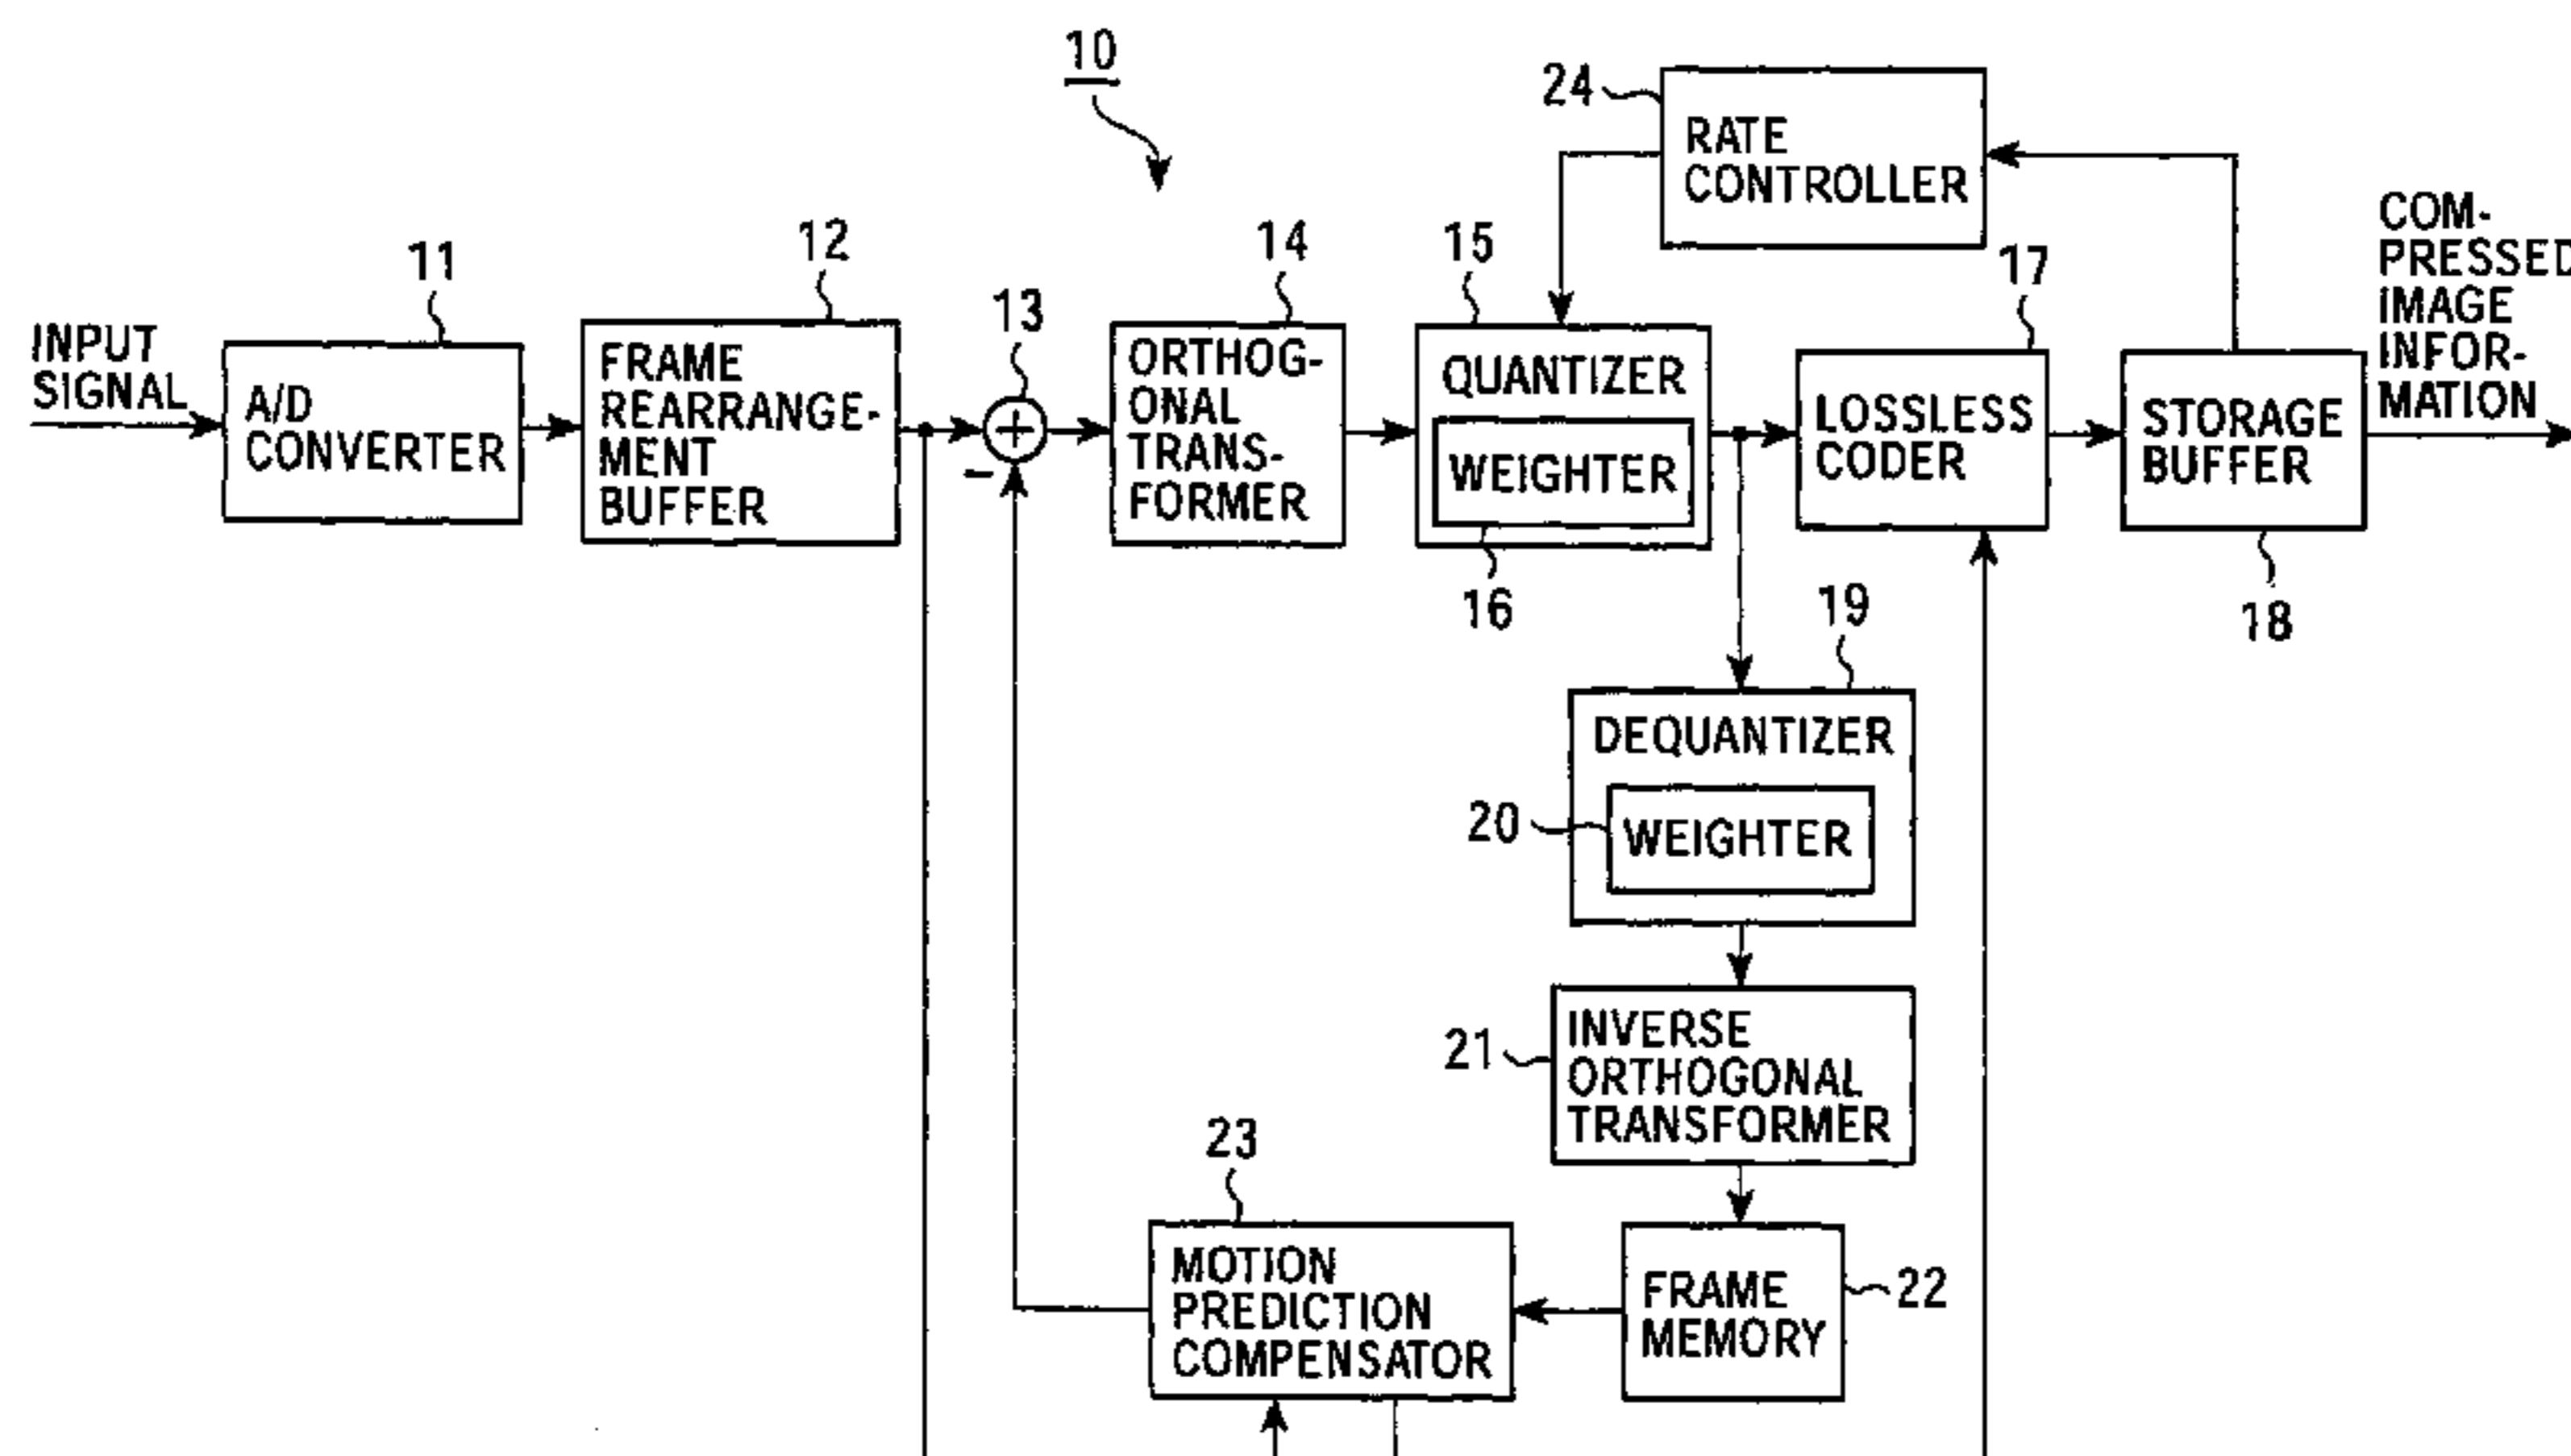 10
24
RATE
CONTROLLER
COM-
PRESSED
IMAGE
INFOR-
MATION
INPUT
SIGNAL
11
A/D
CONVERTER
12
FRAME
REARRANGE-
MENT
BUFFER
13
+
-
14
ORTHOG-
ONAL
TRANS-
FORMER
15
QUANTIZER
WEIGHTER
16
17
LOSSLESS
CODER
STORAGE
BUFFER
18
19
DEQUANTIZER
20
WEIGHTER
21
INVERSE
ORTHOGONAL
TRANSFORMER
23
MOTION
PREDICTION
COMPENSATOR
FRAME
MEMORY
22